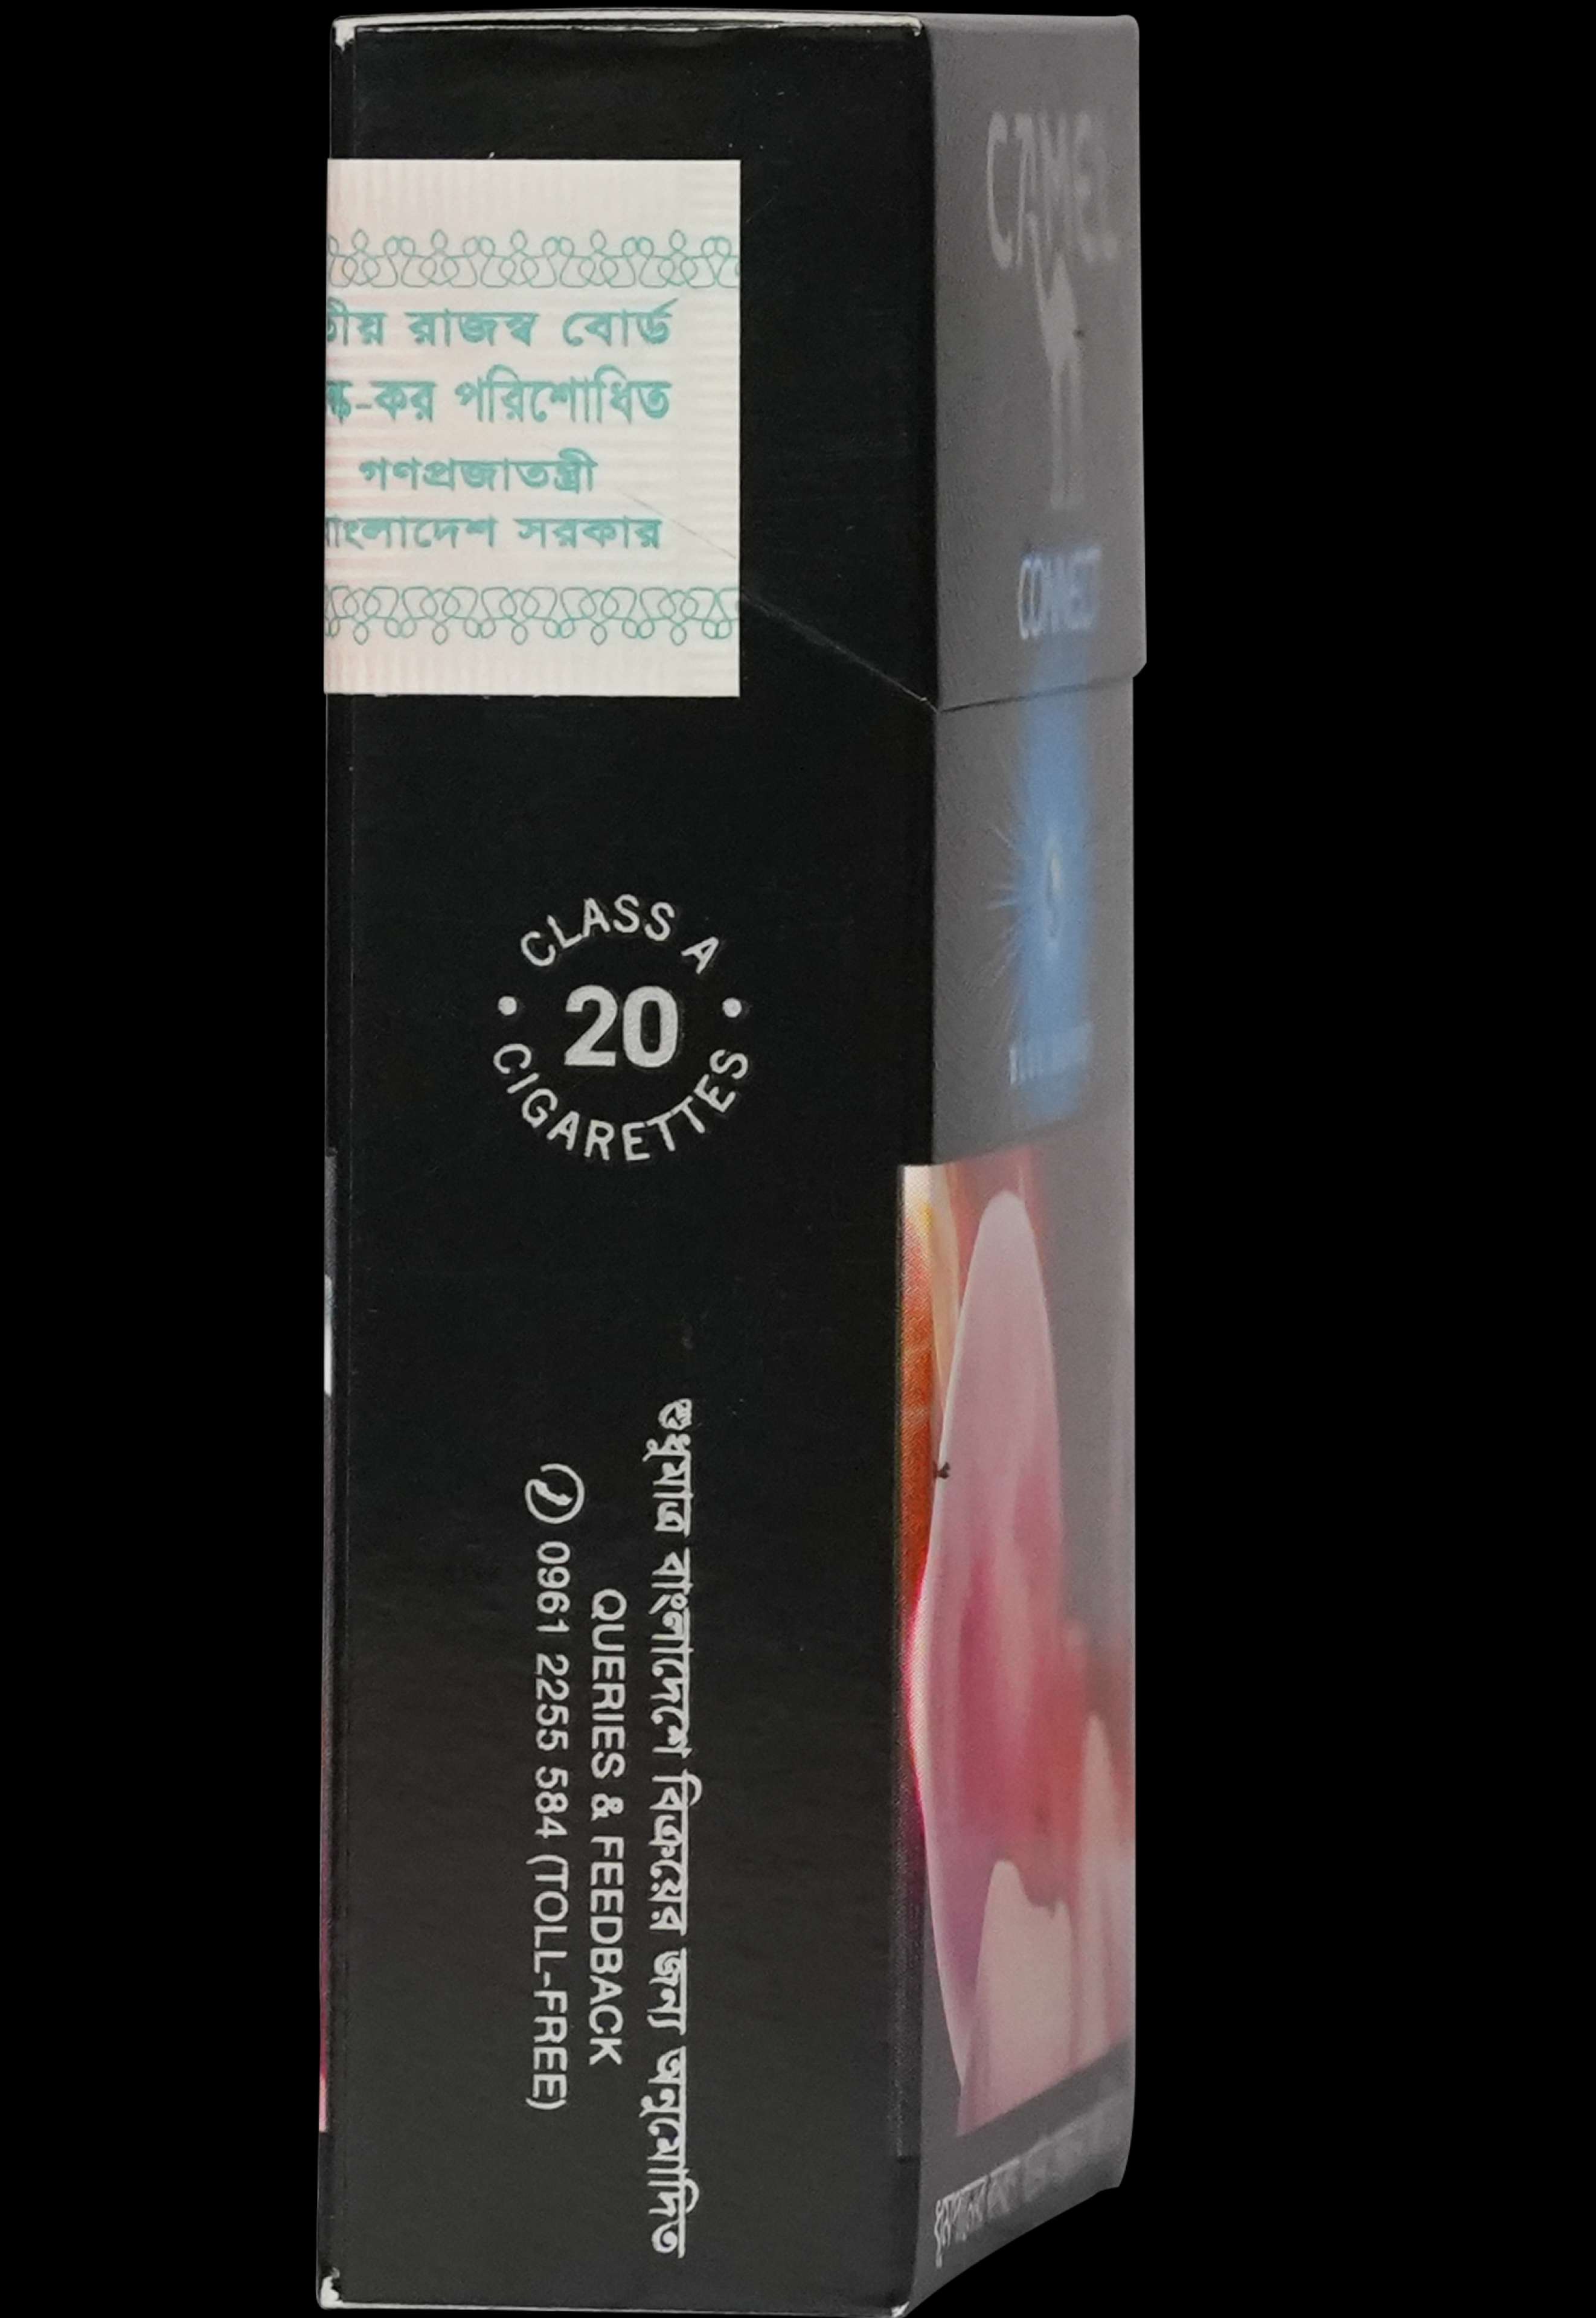 তীয় রাজস্ব বোর্ড
ল্ক-কর পরিশোধিত
গণপ্রজাতন্ত্রী
বাংলাদেশ সরকার
CLASS A
20
CIGARETTES
শুধুমাত্র বাংলাদেশে বিক্রয়ের জন্য অনুমোদিত
QUERIES & FEEDBACK
0961 2255 584 (TOLL-FREE)
CAMEL
CONNECT